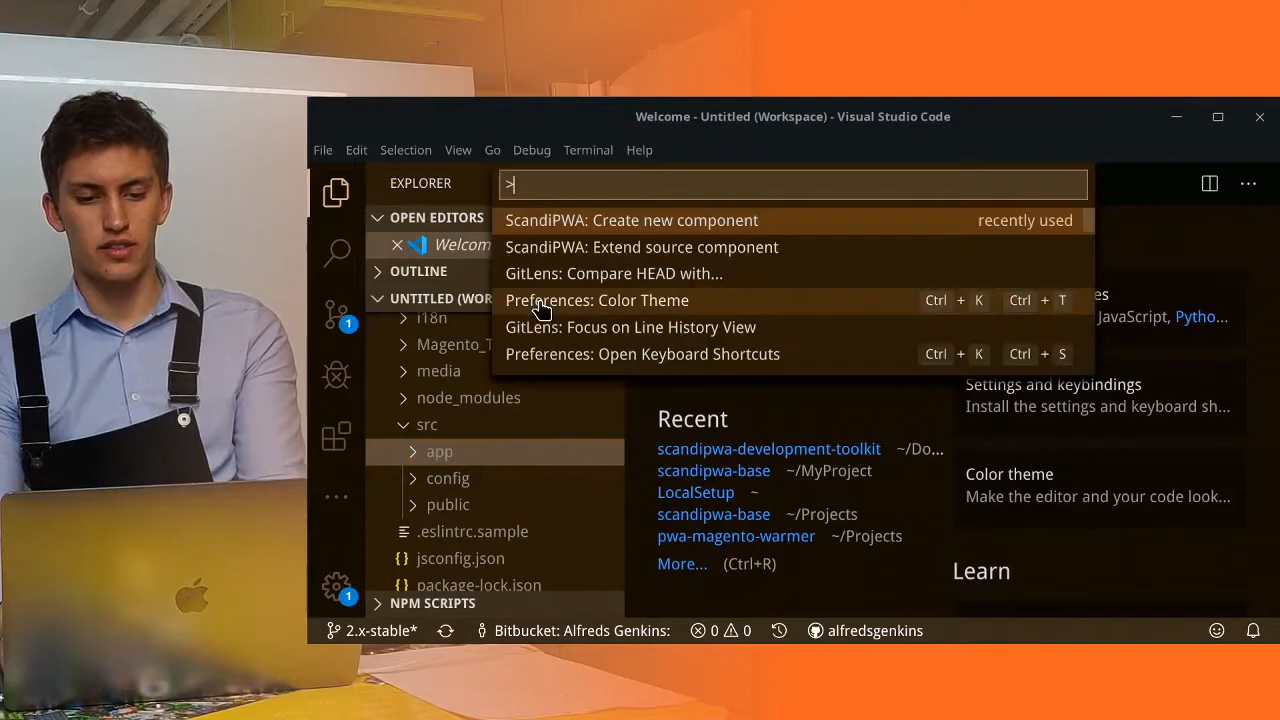 Welcome - Untitled (Workspace) - Visual Studio Code
File Edit Selection View Go Debug Terminal Help
EXPLORER
>
OPEN EDITORS
Welcom
OUTLINE
UNTITLED (WOR
i18n
Magento_T
media
node_modules
src
app
config
public
.eslintrc.sample
jsconfig.json
package-lock.json
NPM SCRIPTS
1
1
ScandiPWA: Create new component recently used
ScandiPWA: Extend source component
GitLens: Compare HEAD with...
Preferences: Color Theme Ctrl + K Ctrl + T
GitLens: Focus on Line History View
Preferences: Open Keyboard Shortcuts Ctrl + K Ctrl + S
Recent
scandipwa-development-toolkit ~/Do...
scandipwa-base ~/MyProject
LocalSetup ~
scandipwa-base ~/Projects
pwa-magento-warmer ~/Projects
More... (Ctrl+R)
es
JavaScript, Pytho...
Settings and keybindings
Install the settings and keyboard sh...
Color theme
Make the editor and your code look...
Learn
2.x-stable* Bitbucket: Alfreds Genkins: 0 0 alfredsgenkins